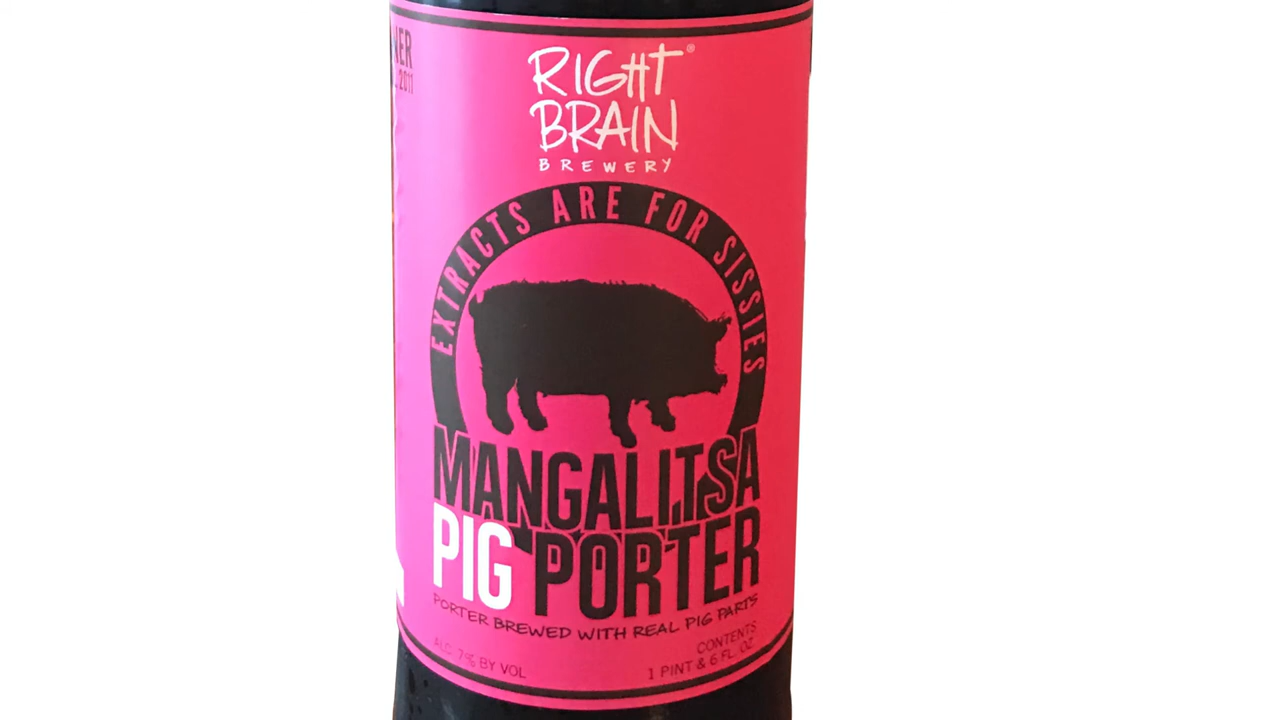 RIGHT®
BRAIN
BREWERY
EXTRACTS ARE FOR SISSIES
MANGALITSA
PIG PORTER
PORTER BREWED WITH REAL PIG PARTS
ALC. 7% BY VOL
CONTENTS
1 PINT & 6 FL. OZ
2011